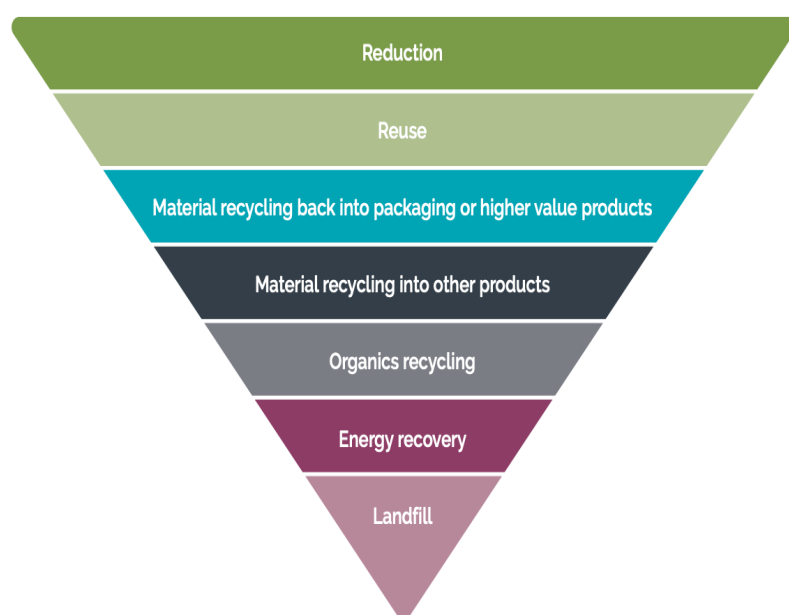 Reduction
Reuse
Material recycling back into packaging or higher value products
Material recycling into other products
Organics recycling
Energy recovery
Landfill